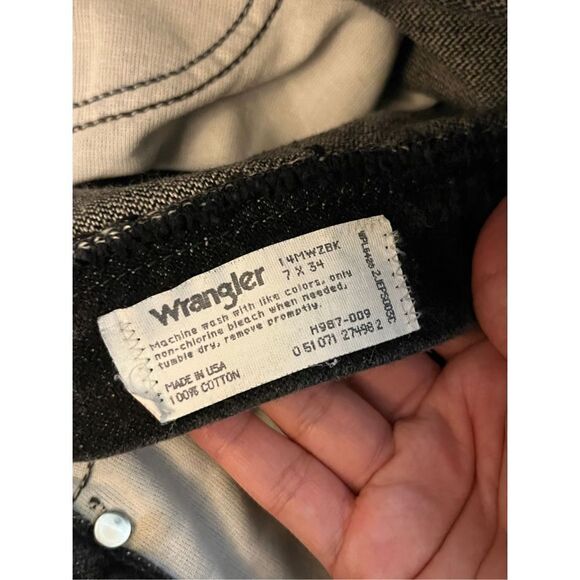 Wrangler
14MWZBK
7 X 34
Machine wash with like colors, only
non-chlorine bleach when needed,
tumble dry, remove promptly.
MADE IN USA
100% COTTON
H987-009
0 51071 27498 2